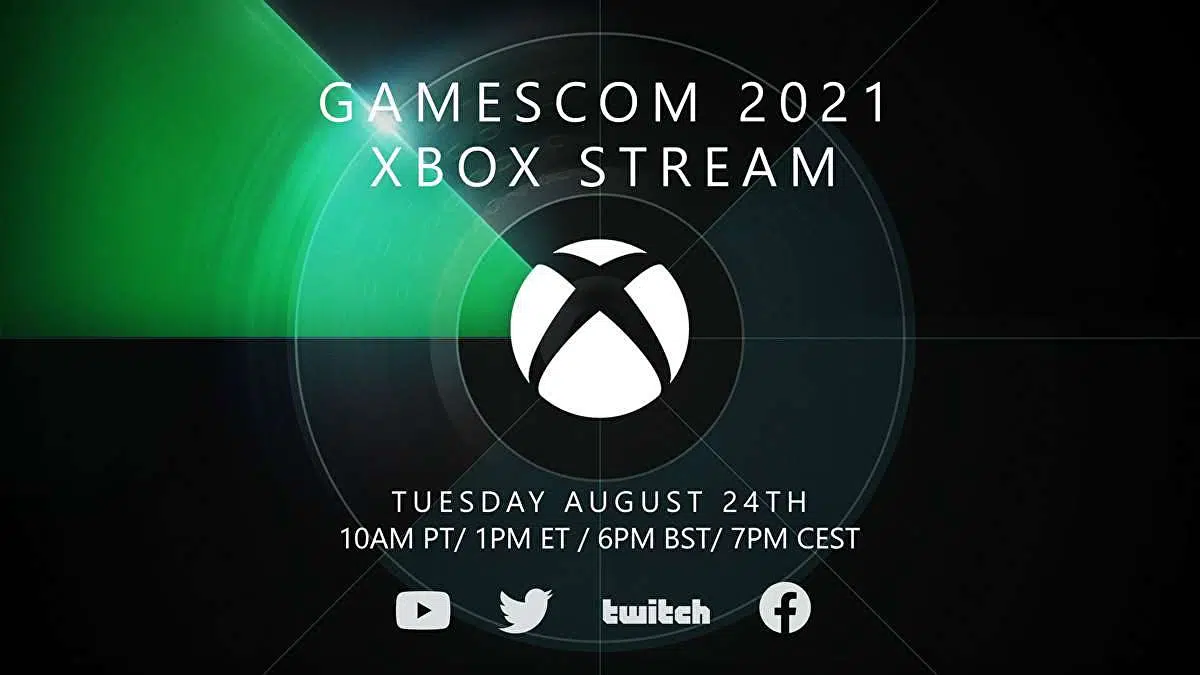 GAMESCOM 2021
XBOX STREAM
TUESDAY AUGUST 24TH
10AM PT/ 1PM ET / 6PM BST/ 7PM CEST
twitch